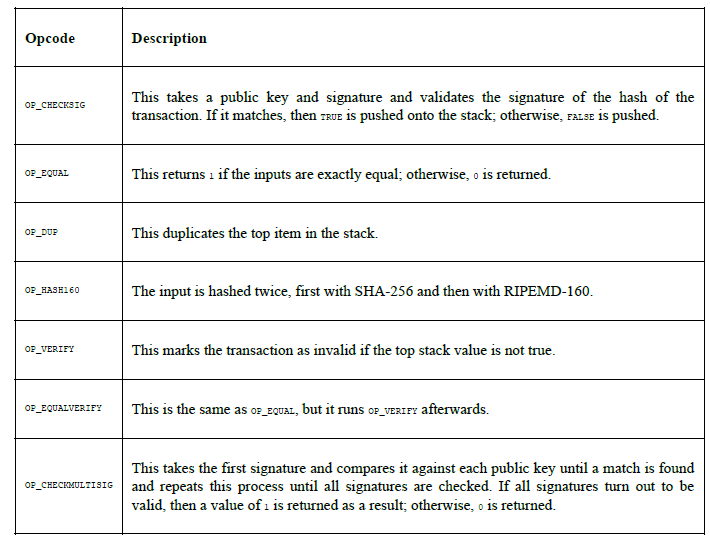 Opcode Description
OP_CHECKSIG
This takes a public key and signature and validates the signature of the hash of the
transaction. If it matches, then TRUE is pushed onto the stack; otherwise, FALSE is pushed.
OP_EQUAL This returns 1 if the inputs are exactly equal; otherwise, 0 is returned.
OP_DUP This duplicates the top item in the stack.
OP_HASH160 The input is hashed twice, first with SHA-256 and then with RIPEMD-160.
OP_VERIFY This marks the transaction as invalid if the top stack value is not true.
OP_EQUALVERIFY This is the same as OP_EQUAL, but it runs OP_VERIFY afterwards.
OP_CHECKMULTISIG
This takes the first signature and compares it against each public key until a match is found
and repeats this process until all signatures are checked. If all signatures turn out to be
valid, then a value of 1 is returned as a result; otherwise, 0 is returned.